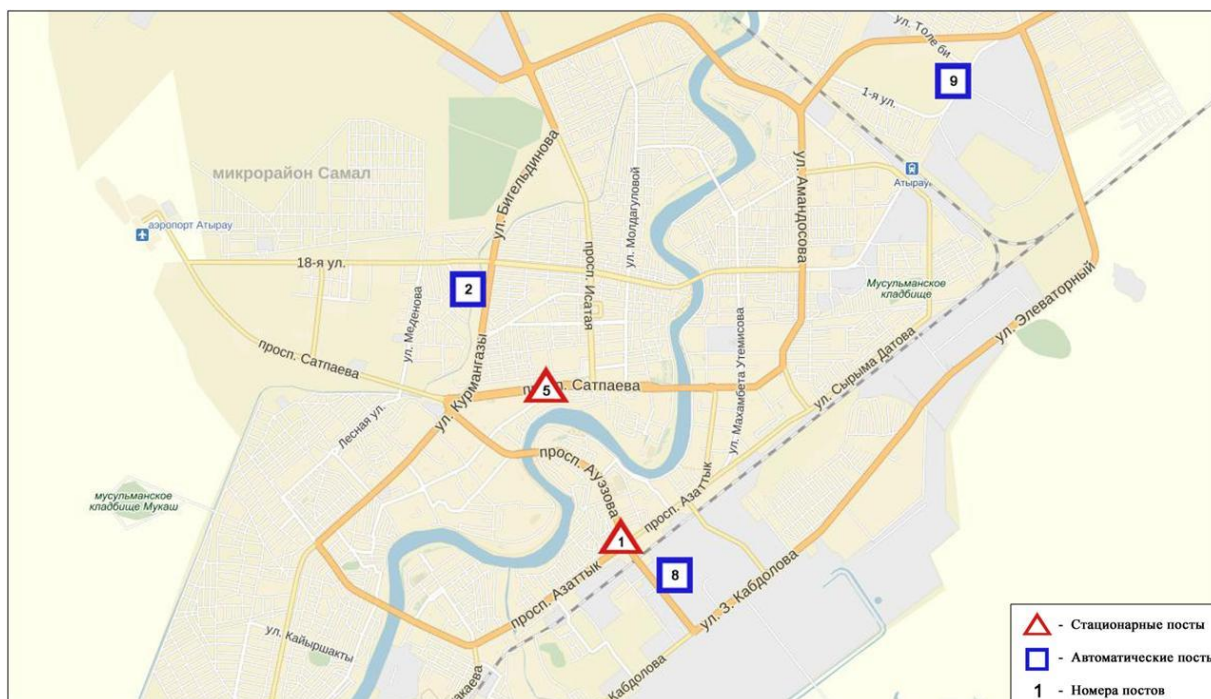 ул. Толе би
9
1-я ул.
ул. Бигельдинова
ул. Амандосова
Атырау
микрорайон Самал
ул. Молдагуловой
аэропорт Атырау
18-я ул.
просп. Исатая
2
Мусульманское
кладбище
ул. Элеваторный
ул. Меденова
просп. Сатпаева
ул. Курмангазы
ул. Махамбета Утемисова
ул. Сырыма Датова
5
просп. Сатпаева
Лесная ул.
просп. Ауэзова
просп. Азаттык
мусульманское
кладбище Мукаш
1
8
просп. Азаттык
ул. З. Кабдолова
ул. Кайыршакты
Кабдолова
- Стационарные посты
- Автоматические посты
1 - Номера постов